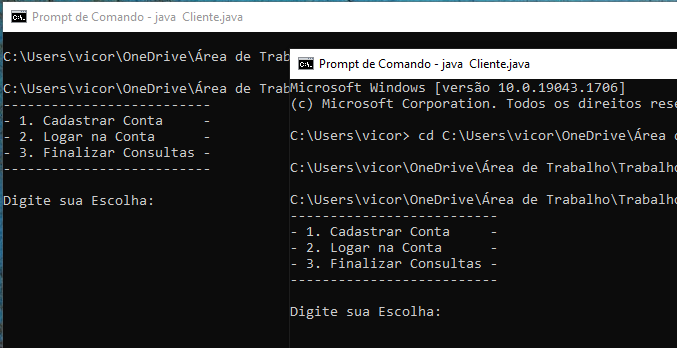 Prompt de Comando - java Cliente.java
C:\Users\vicor\OneDrive\Área de Trab
C:\Users\vicor\OneDrive\Área de Trab
--------------------------
- 1. Cadastrar Conta     -
- 2. Logar na Conta      -
- 3. Finalizar Consultas -
--------------------------
Digite sua Escolha:
Prompt de Comando - java Cliente.java
Microsoft Windows [versão 10.0.19043.1706]
(c) Microsoft Corporation. Todos os direitos rese
C:\Users\vicor> cd C:\Users\vicor\OneDrive\Área d
C:\Users\vicor\OneDrive\Área de Trabalho\Trabalho
C:\Users\vicor\OneDrive\Área de Trabalho\Trabalho
--------------------------
- 1. Cadastrar Conta     -
- 2. Logar na Conta      -
- 3. Finalizar Consultas -
--------------------------
Digite sua Escolha: